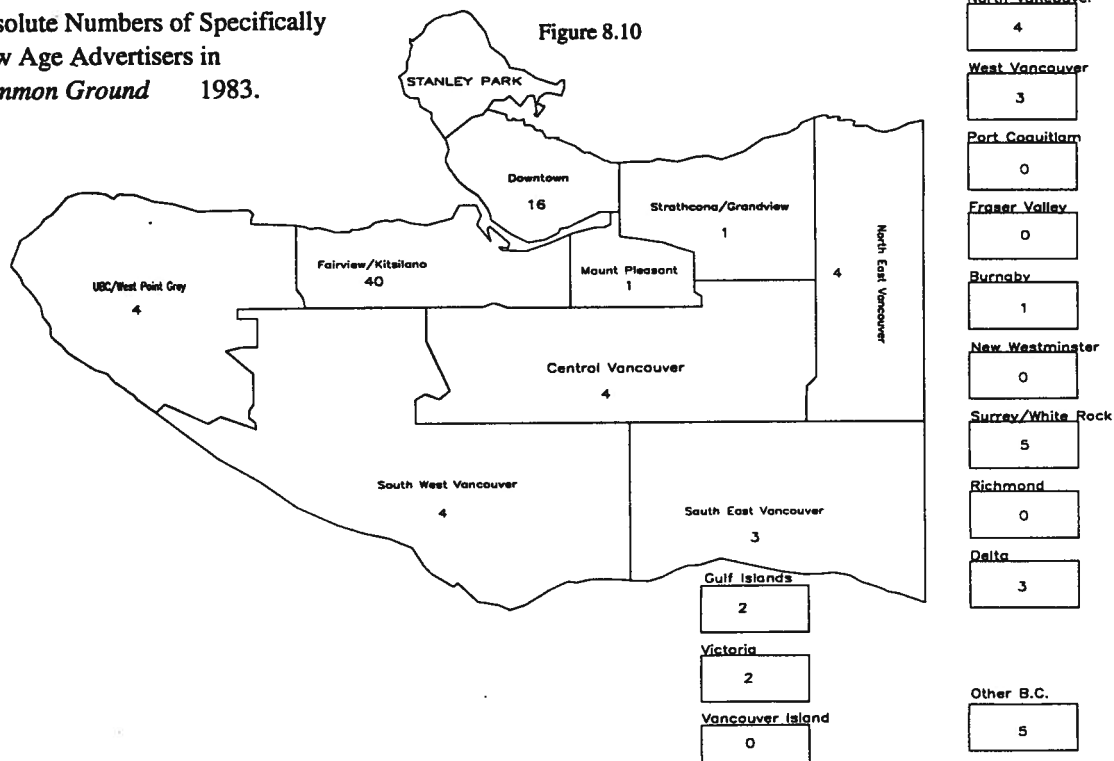 solute Numbers of Specifically
w Age Advertisers in
mmon Ground 1983.
Figure 8.10
STANLEY PARK
Downtown
16
Strathcona/Grandview
1
North East Vancouver
4
Fairview/Kitsilano
40
Mount Pleasant
1
UBC/West Point Grey
4
Central Vancouver
4
South West Vancouver
4
South East Vancouver
3
Gulf Islands
2
Victoria
2
Vancouver Island
0
North Vancouver
4
West Vancouver
3
Port Coquitlam
0
Fraser Valley
0
Burnaby
1
New Westminster
0
Surrey/White Rock
5
Richmond
0
Delta
3
Other B.C.
5